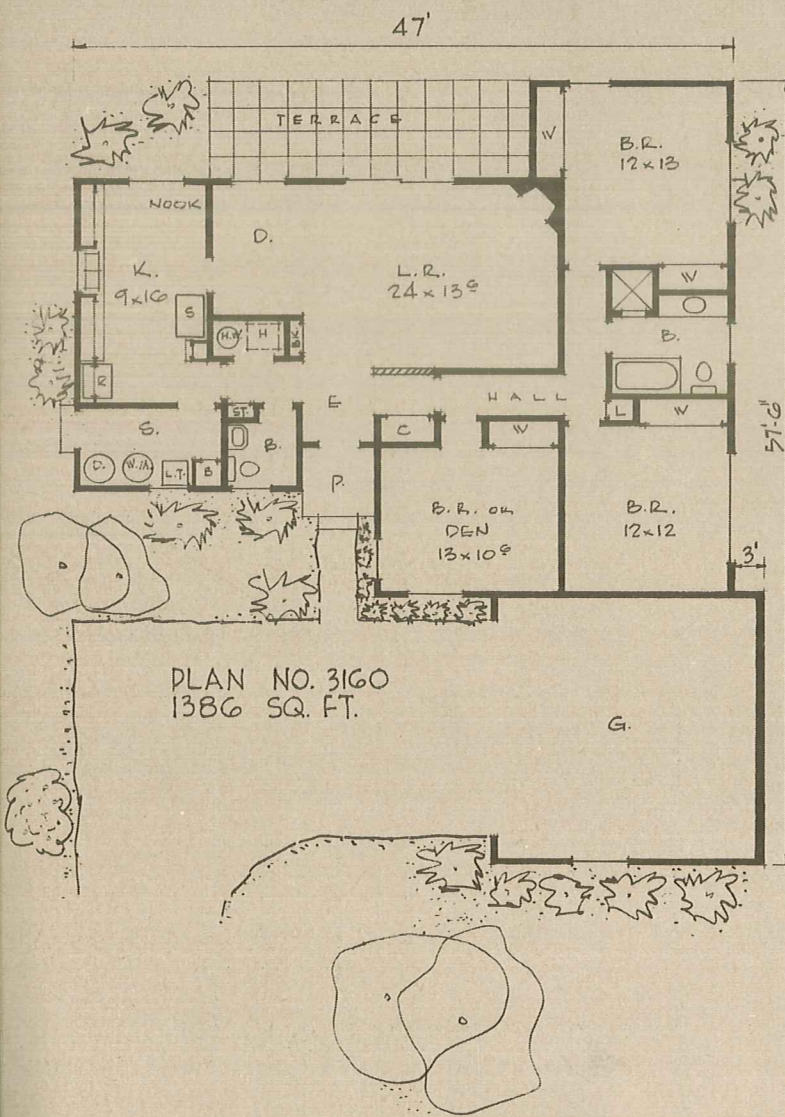 47'
TERRACE
W
B.R.
12x13
NOOK
D.
K.
9x16
L.R.
24x13⁶
S
H.W.
H
BK
W
B.
R
HALL
E
ST.
C
W
L
W
57'-6"
S.
B.
D.
W.M.
L.T.
B
P.
B.R. OR
DEN
13x10⁶
B.R.
12x12
3'
PLAN NO. 3160
1386 SQ. FT.
G.